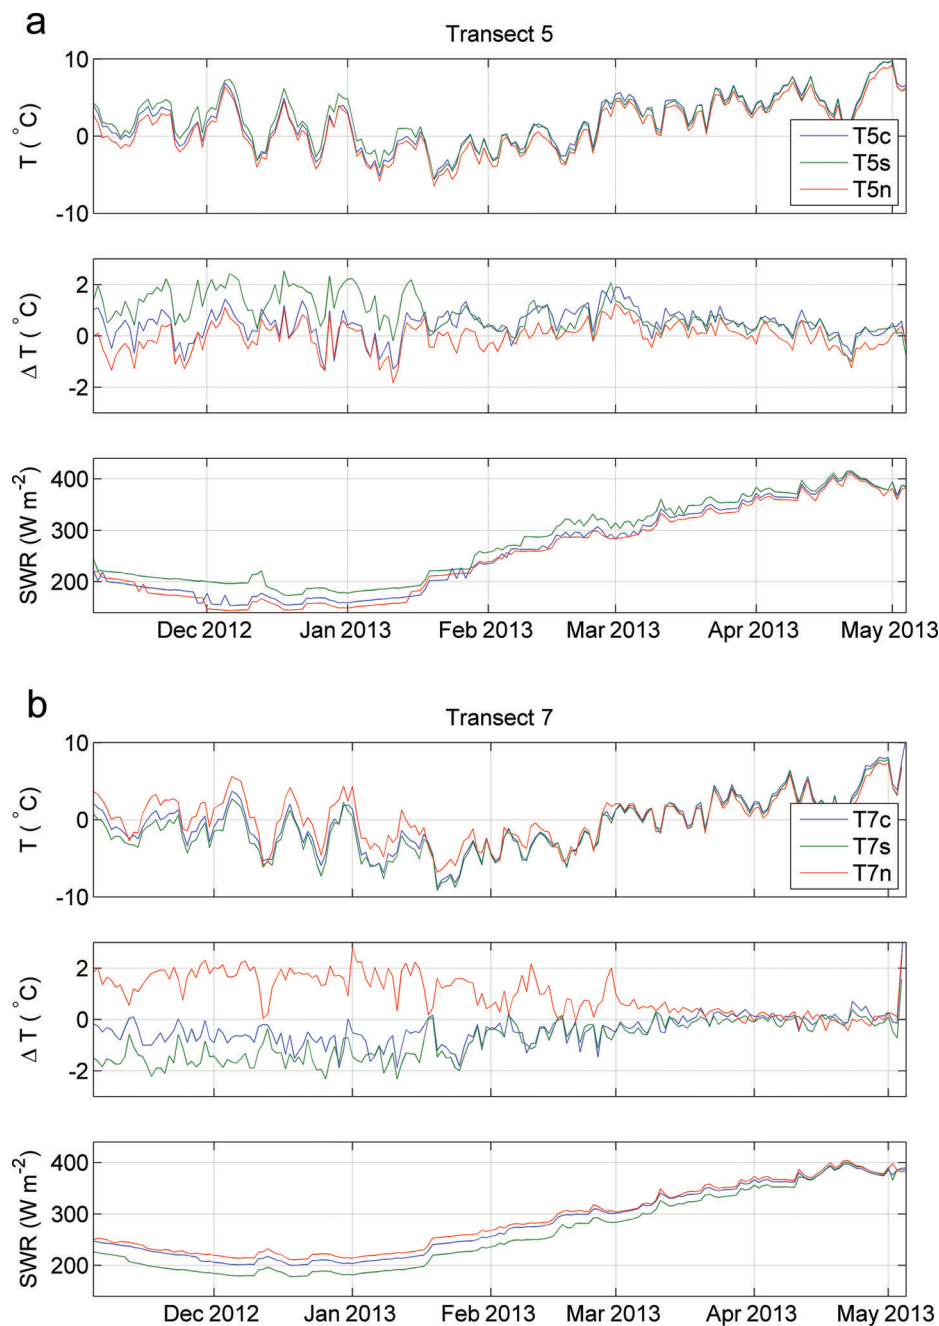 a
Transect 5
10
0
-10
T ( °C)
T5c
T5s
T5n
2
0
-2
Δ T ( °C)
400
300
200
SWR (W m-2)
Dec 2012
Jan 2013
Feb 2013
Mar 2013
Apr 2013
May 2013
b
Transect 7
10
0
-10
T ( °C)
T7c
T7s
T7n
2
0
-2
Δ T ( °C)
400
300
200
SWR (W m-2)
Dec 2012
Jan 2013
Feb 2013
Mar 2013
Apr 2013
May 2013